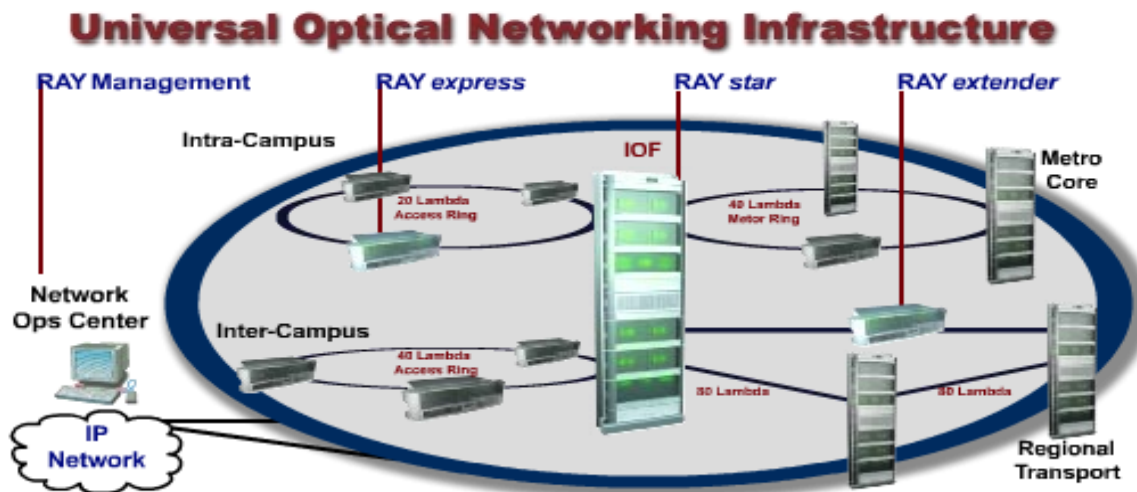 Universal Optical Networking Infrastructure
RAY Management
RAY express
RAY star
RAY extender
Intra-Campus
IOF
Metro
Core
20 Lambda
Access Ring
40 Lambda
Motor Ring
Network
Ops Center
Inter-Campus
40 Lambda
Access Ring
80 Lambda
80 Lambda
IP
Network
Regional
Transport